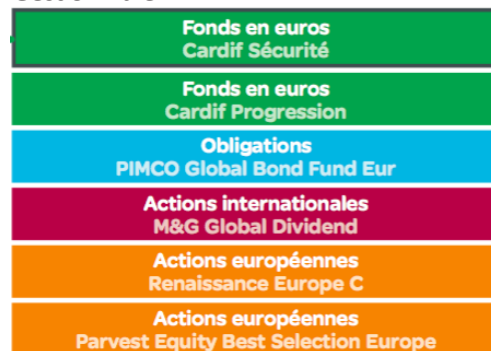 Fonds en euros
Cardif Sécurité
Fonds en euros
Cardif Progression
Obligations
PIMCO Global Bond Fund Eur
Actions internationales
M&G Global Dividend
Actions européennes
Renaissance Europe C
Actions européennes
Parvest Equity Best Selection Europe